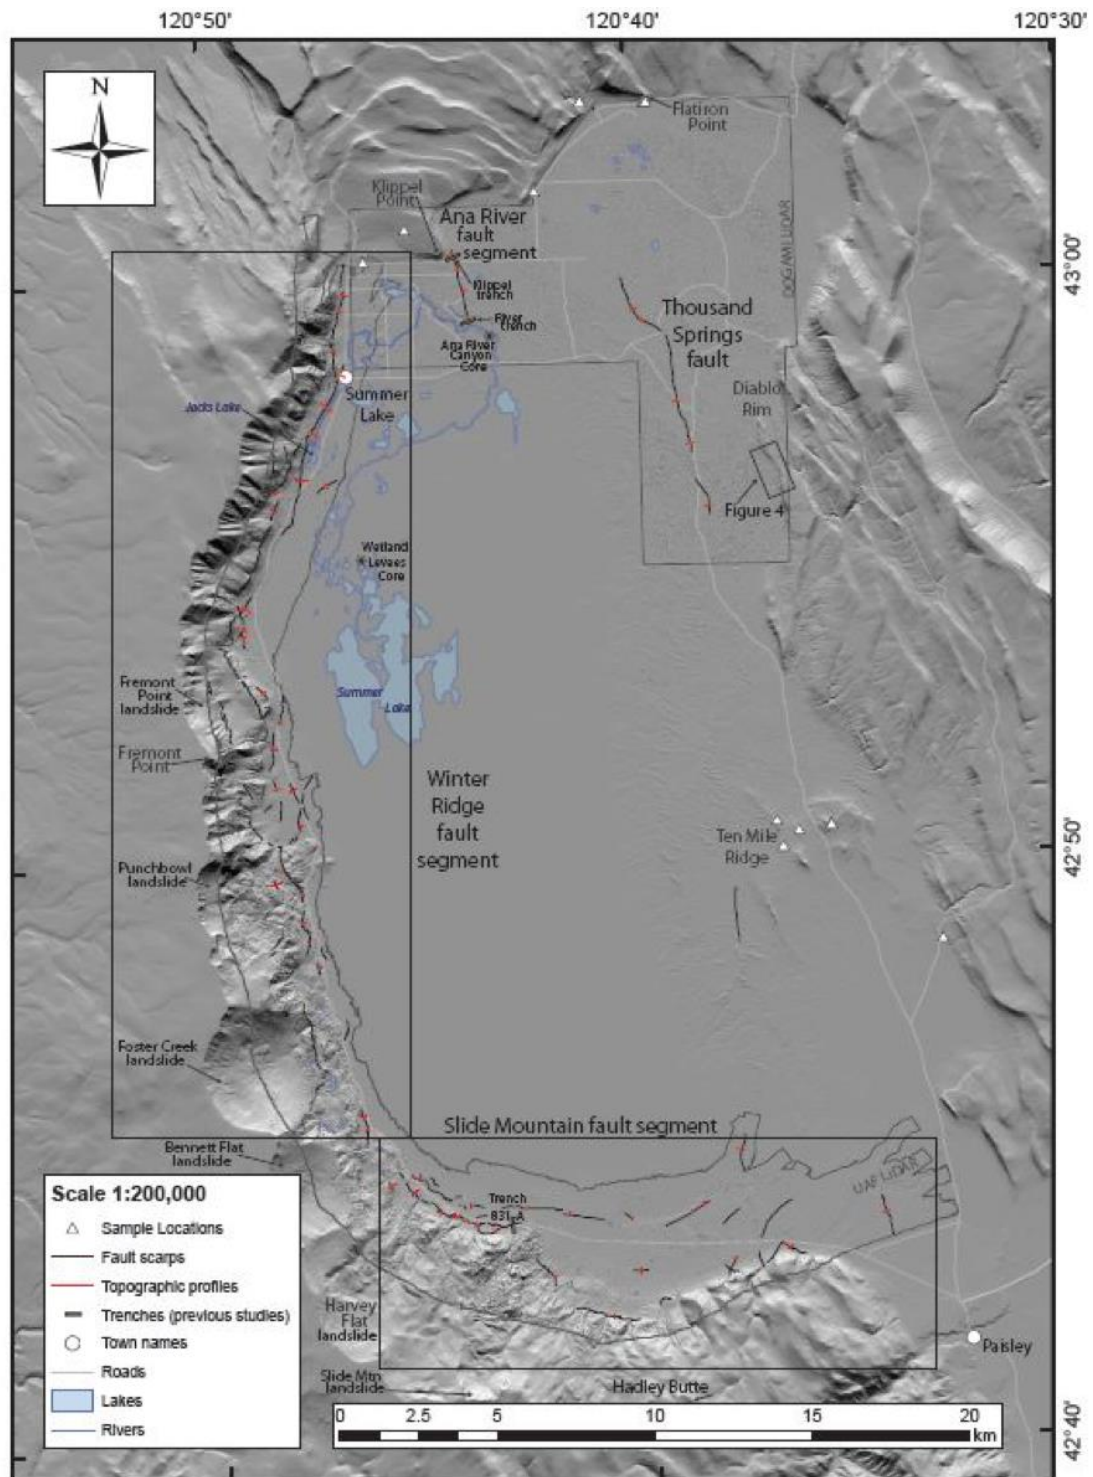 120°50'
120°40'
120°30'
N
Flatiron
Point
Klippel
Point
Ana River
fault
segment
DOGAMI LIDAR
43°00'
Klippel
trench
River
trench
Ana River
Canyon
Core
Thousand
Springs
fault
Diablo
Rim
Summer
Lake
Jacks Lake
Figure 4
Wetland
Levees
Core
Fremont
Point
landslide
Summer
Lake
Fremont
Point
Winter
Ridge
fault
segment
Ten Mile
Ridge
42°50'
Punchbowl
landslide
Foster Creek
landslide
Slide Mountain fault segment
Bennett Flat
landslide
UAF LiDAR
Trench
B31-A
Scale 1:200,000
Sample Locations
Fault scarps
Topographic profiles
Trenches (previous studies)
Town names
Roads
Lakes
Rivers
Harvey
Flat
landslide
Paisley
Slide Mtn
landslide
Hadley Butte
0 2.5 5 10 15 20
km
42°40'